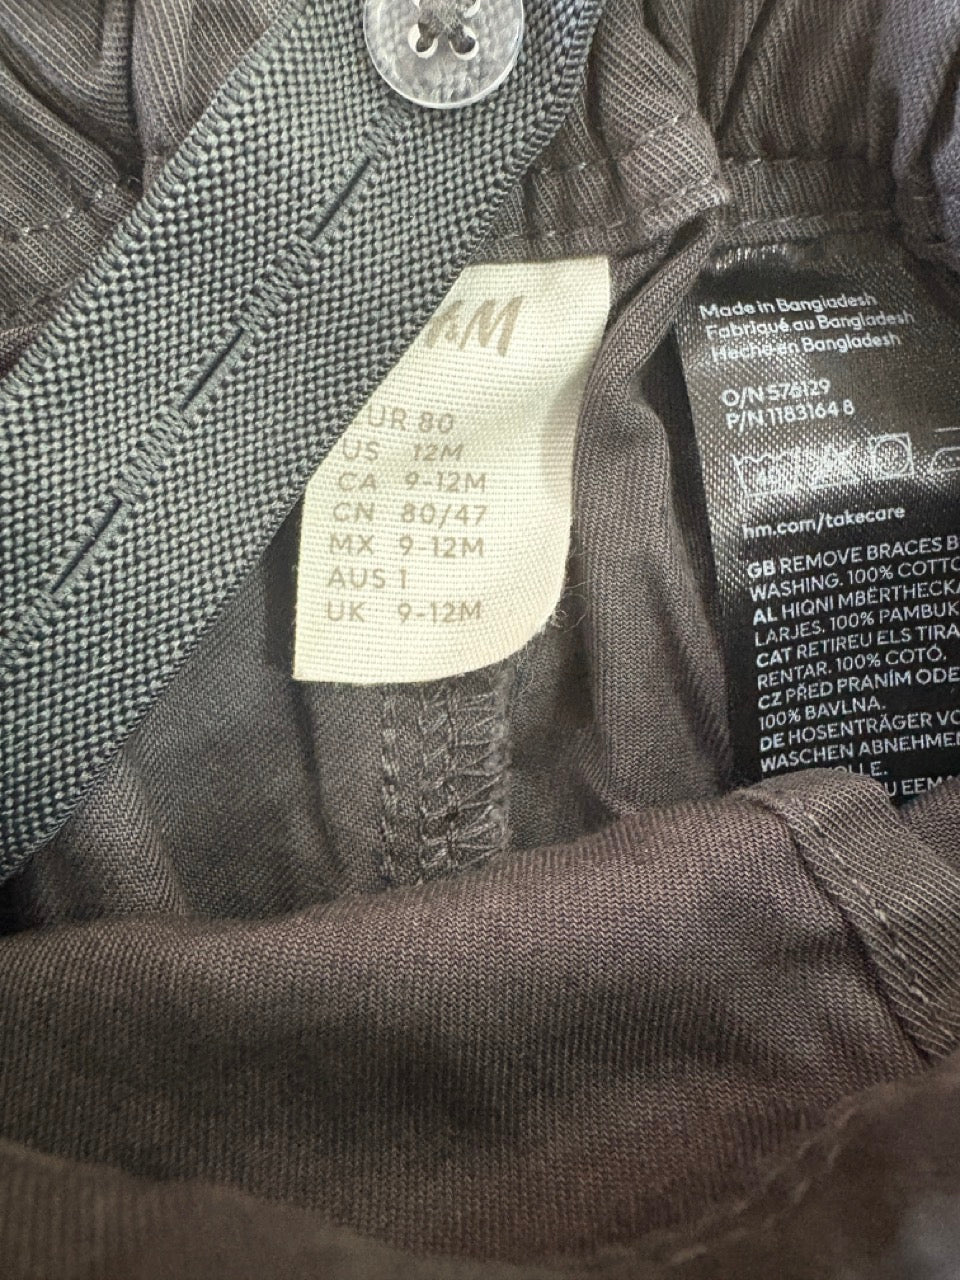 &M
UR 80
US 12M
CA 9-12M
CN 80/47
MX 9-12M
AUS 1
UK 9-12M
Made in Bangladesh
Fabriqué au Bangladesh
Hecho en Bangladesh
O/N 576129
P/N 1183164 8
hm.com/takecare
GB REMOVE BRACES B
WASHING. 100% COTTO
AL HIQNI MBËRTHECKA
LARJES. 100% PAMBUK
CAT RETIREU ELS TIRA
RENTAR. 100% COTÓ.
CZ PŘED PRANÍM ODE
100% BAVLNA.
DE HOSENTRÄGER VO
WASCHEN ABNEHMEN
OLLE.
U EEM